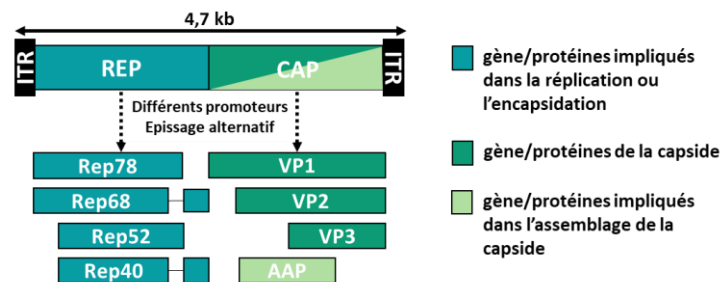 4,7 kb
ITR
REP
CAP
ITR
Différents promoteurs
Epissage alternatif
Rep78
VP1
Rep68
VP2
Rep52
VP3
Rep40
AAP
gène/protéines impliqués
dans la réplication ou
l'encapsidation
gène/protéines de la capside
gène/protéines impliqués
dans l'assemblage de la
capside